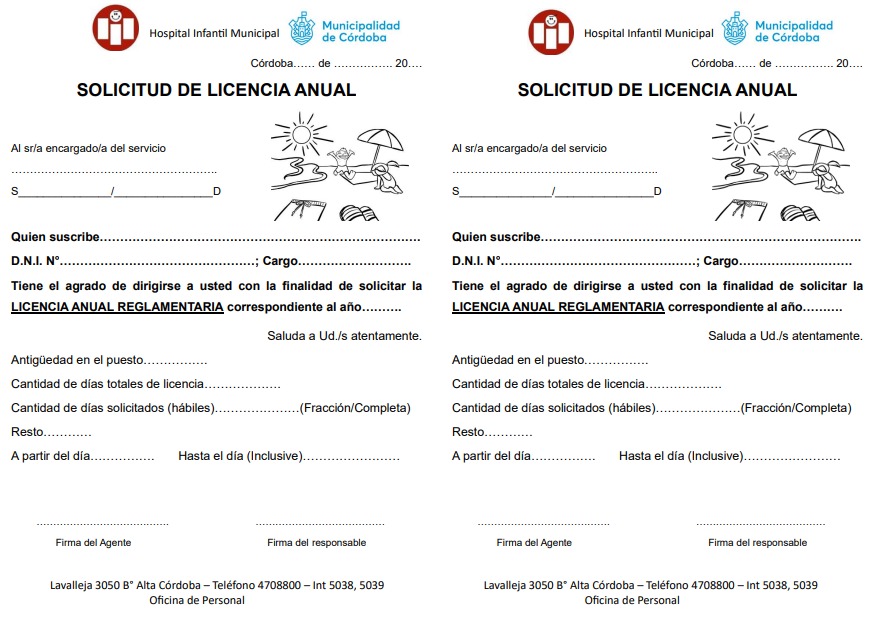 Hospital Infantil Municipal
Municipalidad
de Córdoba
Córdoba…… de ……………. 20….
SOLICITUD DE LICENCIA ANUAL
Al sr/a encargado/a del servicio
…………………………………………….
S______________/_______________D
Quien suscribe…………………………………………………………………….
D.N.I. N°…………………………………………; Cargo……………………….
Tiene el agrado de dirigirse a usted con la finalidad de solicitar la
LICENCIA ANUAL REGLAMENTARIA correspondiente al año……….
Saluda a Ud./s atentamente.
Antigüedad en el puesto…………….
Cantidad de días totales de licencia……………….
Cantidad de días solicitados (hábiles)…………………(Fracción/Completa)
Resto…………
A partir del día……………. Hasta el día (Inclusive)……………………
………………………………… …………………………………
Firma del Agente Firma del responsable
Lavalleja 3050 B° Alta Córdoba – Teléfono 4708800 – Int 5038, 5039
Oficina de Personal
Hospital Infantil Municipal
Municipalidad
de Córdoba
Córdoba…… de ……………. 20….
SOLICITUD DE LICENCIA ANUAL
Al sr/a encargado/a del servicio
…………………………………………….
S______________/_______________D
Quien suscribe…………………………………………………………………….
D.N.I. N°…………………………………………; Cargo……………………….
Tiene el agrado de dirigirse a usted con la finalidad de solicitar la
LICENCIA ANUAL REGLAMENTARIA correspondiente al año……….
Saluda a Ud./s atentamente.
Antigüedad en el puesto…………….
Cantidad de días totales de licencia……………….
Cantidad de días solicitados (hábiles)…………………(Fracción/Completa)
Resto…………
A partir del día……………. Hasta el día (Inclusive)……………………
………………………………… …………………………………
Firma del Agente Firma del responsable
Lavalleja 3050 B° Alta Córdoba – Teléfono 4708800 – Int 5038, 5039
Oficina de Personal